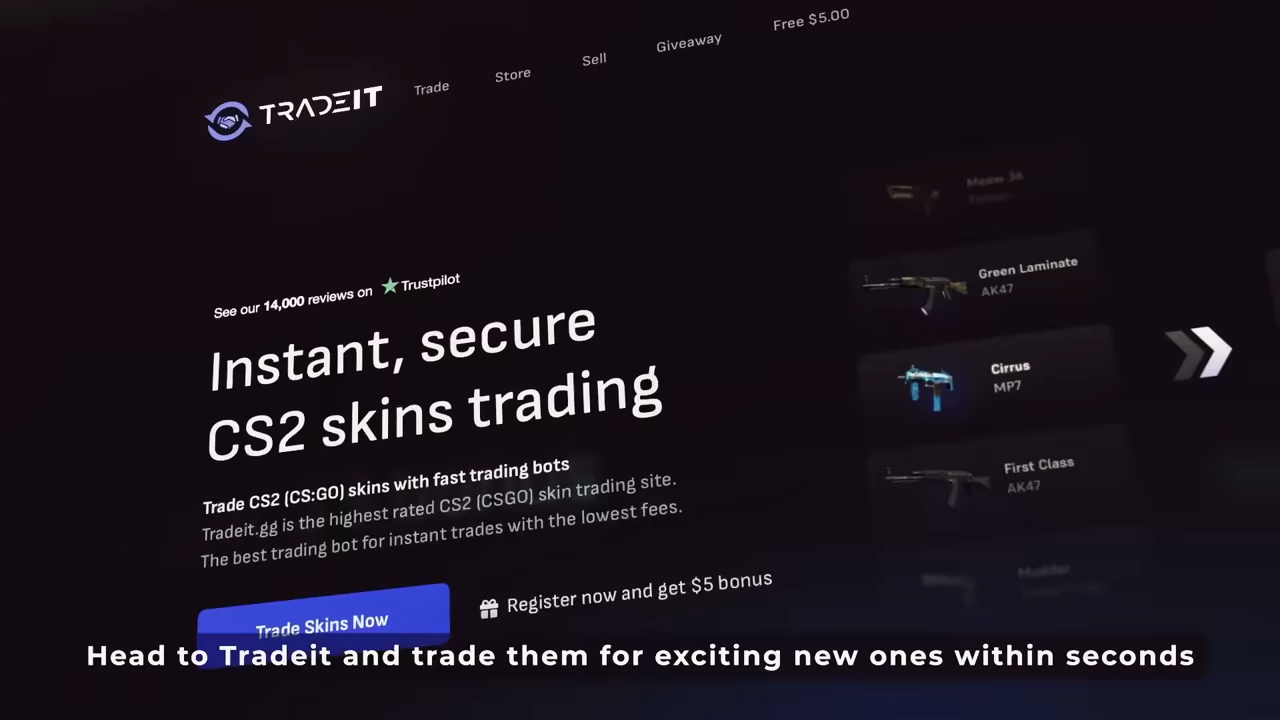 TRADEIT
Trade
Store
Sell
Giveaway
Free $5.00
See our 14,000 reviews on Trustpilot
Instant, secure
CS2 skins trading
Trade CS2 (CS:GO) skins with fast trading bots
Tradeit.gg is the highest rated CS2 (CSGO) skin trading site.
The best trading bot for instant trades with the lowest fees.
Trade Skins Now
Register now and get $5 bonus
Meow 36
Green Laminate
AK47
Cirrus
MP7
First Class
AK47
Head to Tradeit and trade them for exciting new ones within seconds